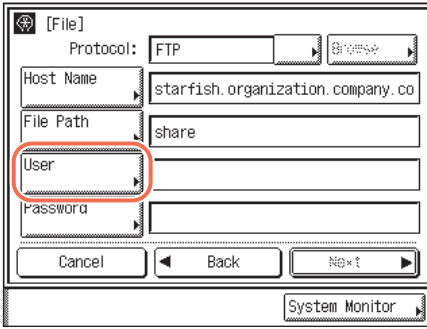 [File]
Protocol: FTP Browse
Host Name starfish.organization.company.co
File Path share
User
Password
Cancel Back Next
System Monitor